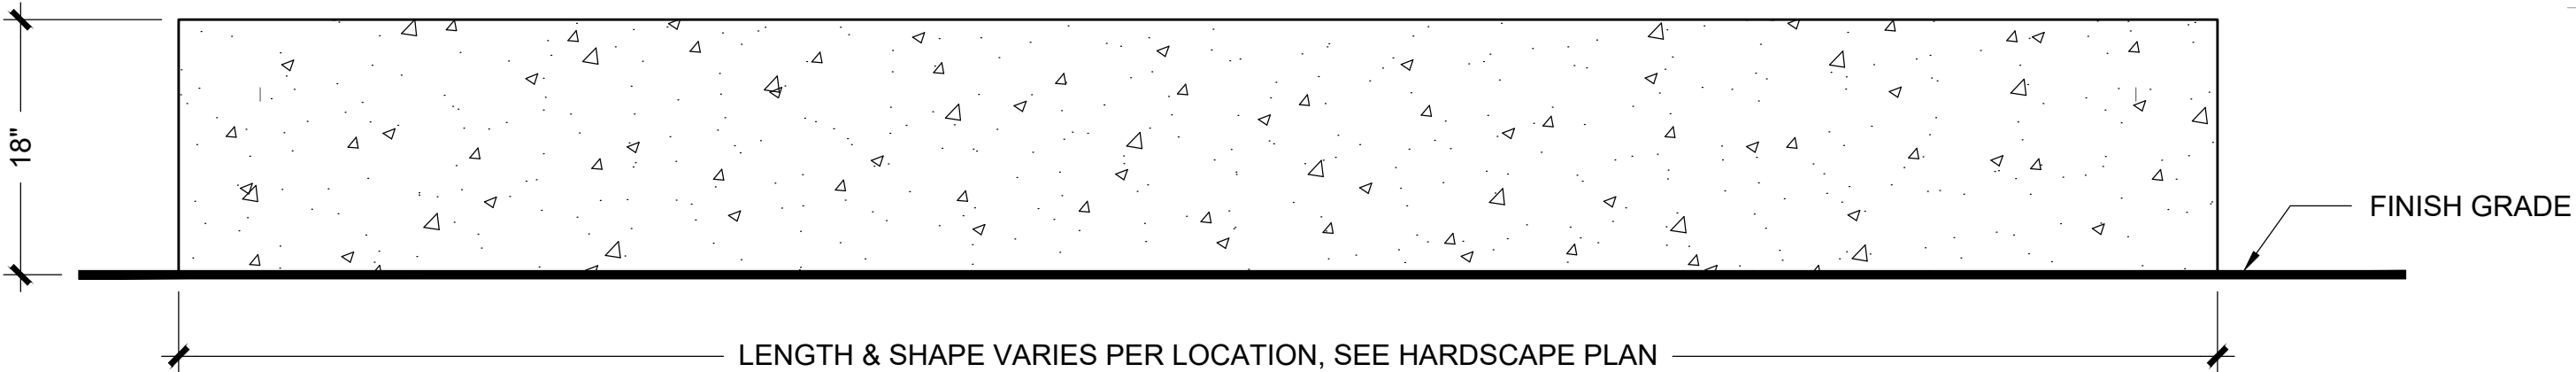 18"
FINISH GRADE
LENGTH & SHAPE VARIES PER LOCATION, SEE HARDSCAPE PLAN